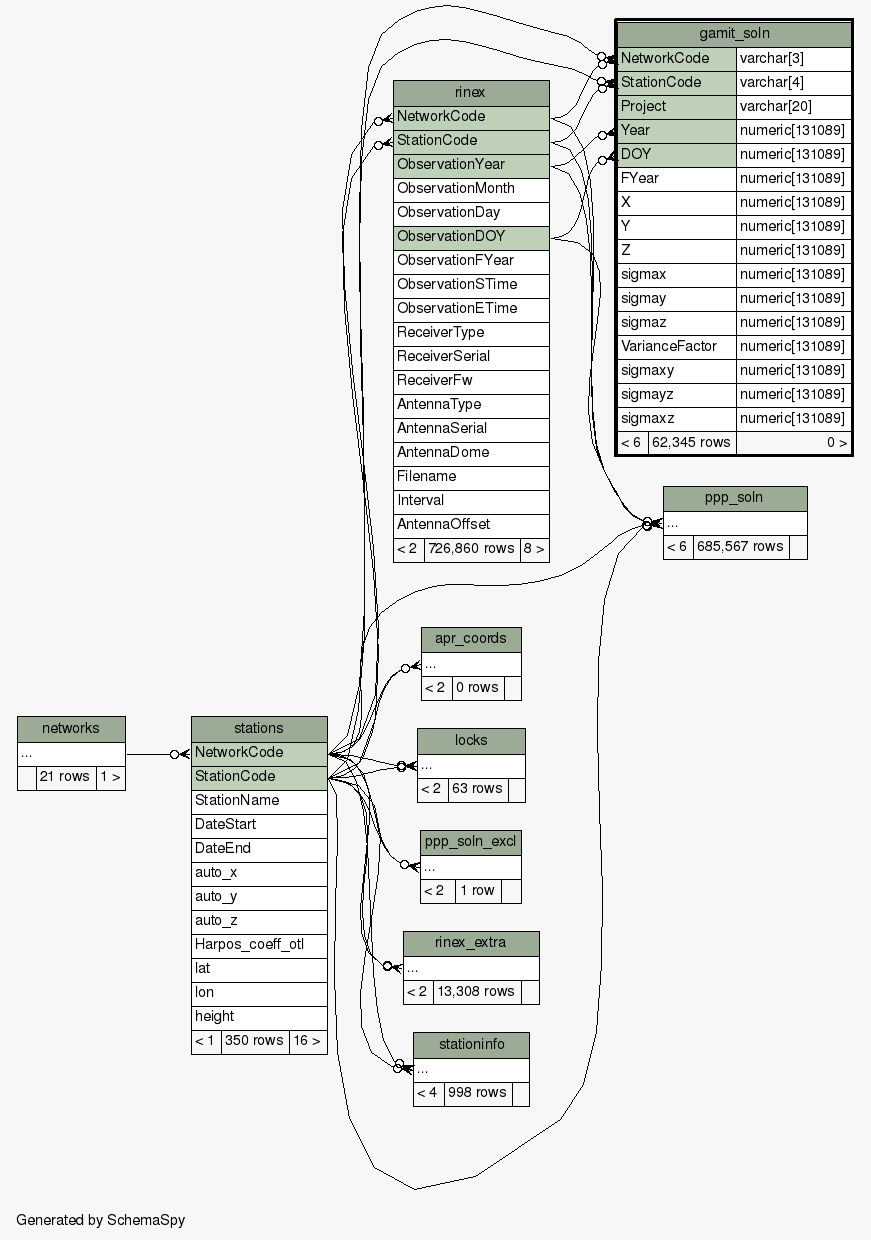 gamit_soln
NetworkCode varchar[3]
StationCode varchar[4]
Project varchar[20]
Year numeric[131089]
DOY numeric[131089]
FYear numeric[131089]
X numeric[131089]
Y numeric[131089]
Z numeric[131089]
sigmax numeric[131089]
sigmay numeric[131089]
sigmaz numeric[131089]
VarianceFactor numeric[131089]
sigmaxy numeric[131089]
sigmayz numeric[131089]
sigmaxz numeric[131089]
< 6 62,345 rows 0 >
rinex
NetworkCode
StationCode
ObservationYear
ObservationMonth
ObservationDay
ObservationDOY
ObservationFYear
ObservationSTime
ObservationETime
ReceiverType
ReceiverSerial
ReceiverFw
AntennaType
AntennaSerial
AntennaDome
Filename
Interval
AntennaOffset
< 2 726,860 rows 8 >
ppp_soln
...
< 6 685,567 rows
apr_coords
...
< 2 0 rows
networks
...
21 rows 1 >
stations
NetworkCode
StationCode
StationName
DateStart
DateEnd
auto_x
auto_y
auto_z
Harpos_coeff_otl
lat
lon
height
< 1 350 rows 16 >
locks
...
< 2 63 rows
ppp_soln_excl
...
< 2 1 row
rinex_extra
...
< 2 13,308 rows
stationinfo
...
< 4 998 rows
Generated by SchemaSpy